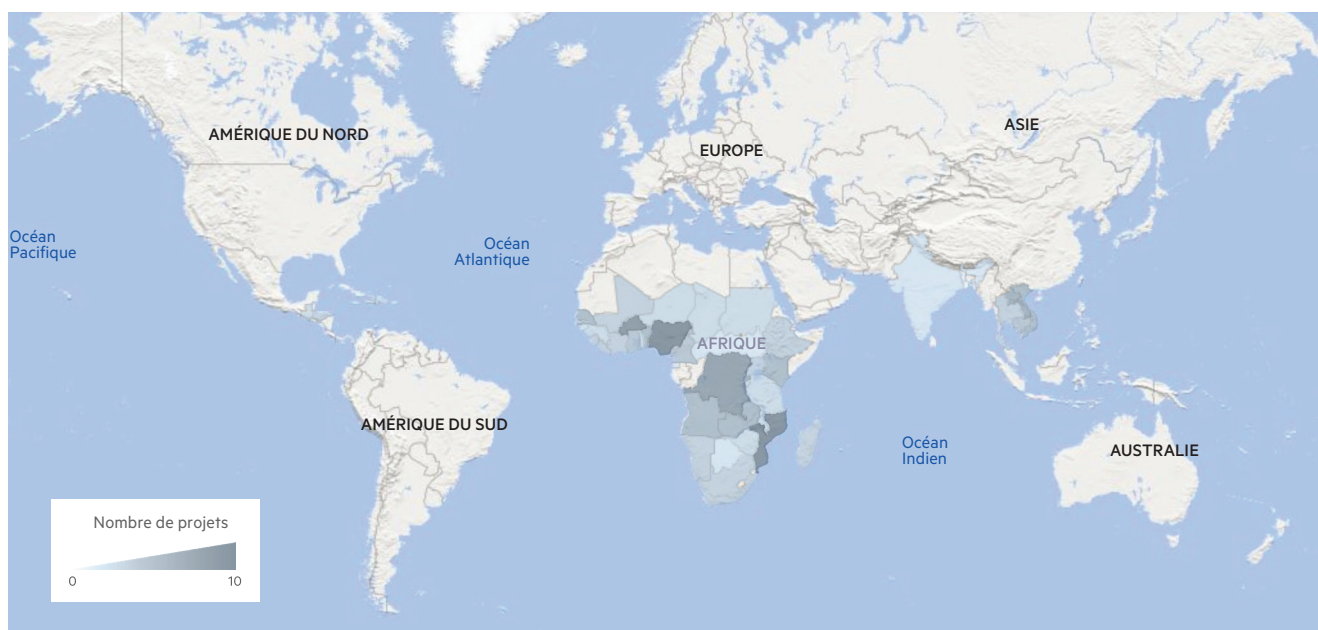 AMÉRIQUE DU NORD
EUROPE
ASIE
Océan
Pacifique
Océan
Atlantique
AFRIQUE
AMÉRIQUE DU SUD
Océan
Indien
AUSTRALIE
Nombre de projets
0
10